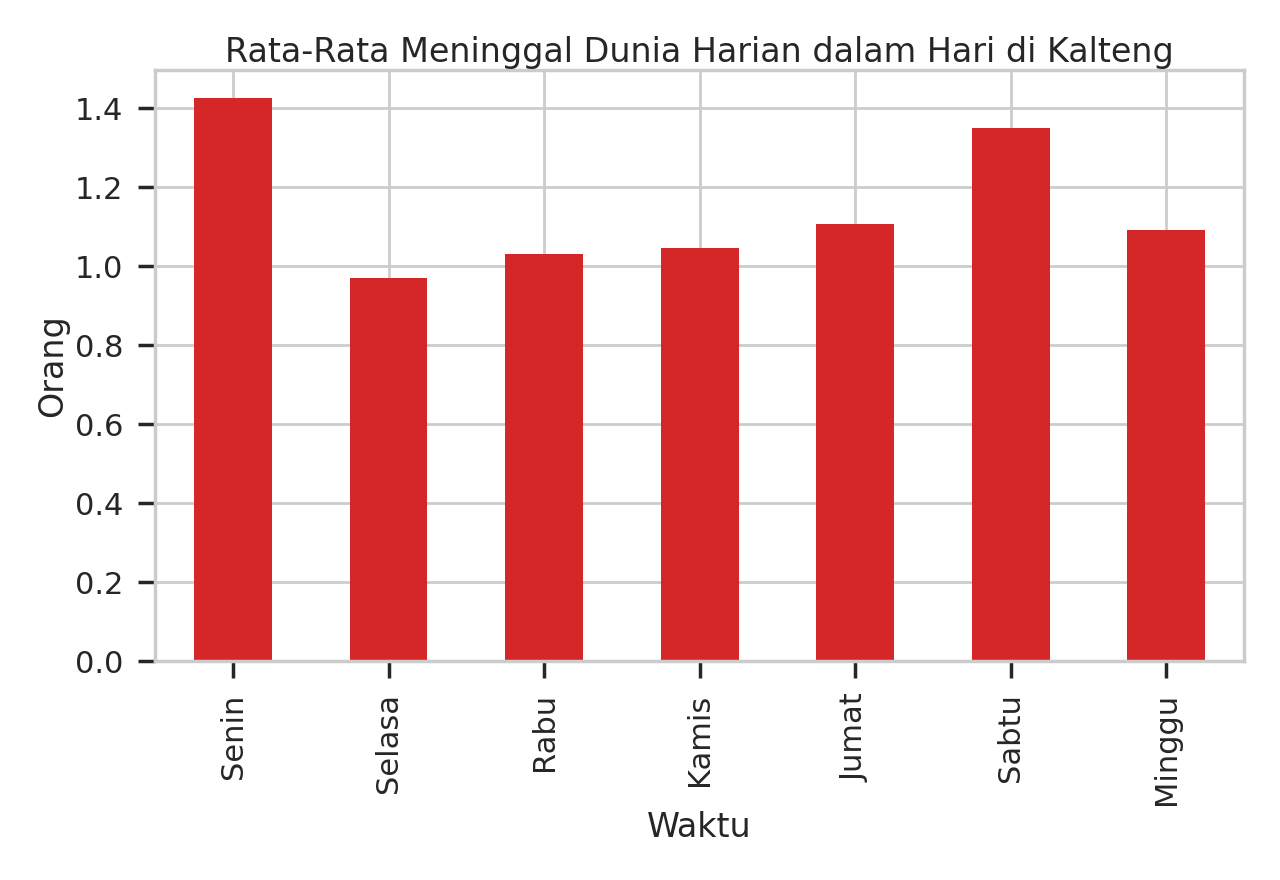 Rata-Rata Meninggal Dunia Harian dalam Hari di Kalteng
1.4
1.2
1.0
0.8
0.6
0.4
0.2
0.0
Orang
Senin
Selasa
Rabu
Kamis
Jumat
Sabtu
Minggu
Waktu